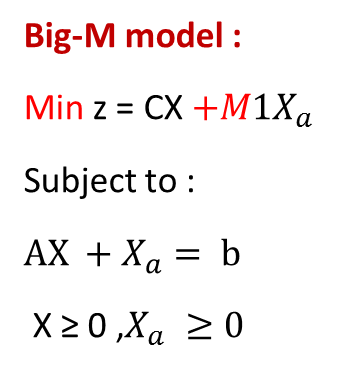 Big-M model :
Min z = CX +M1Xₐ
Subject to :
AX + Xₐ = b
X ≥ 0 ,Xₐ ≥ 0